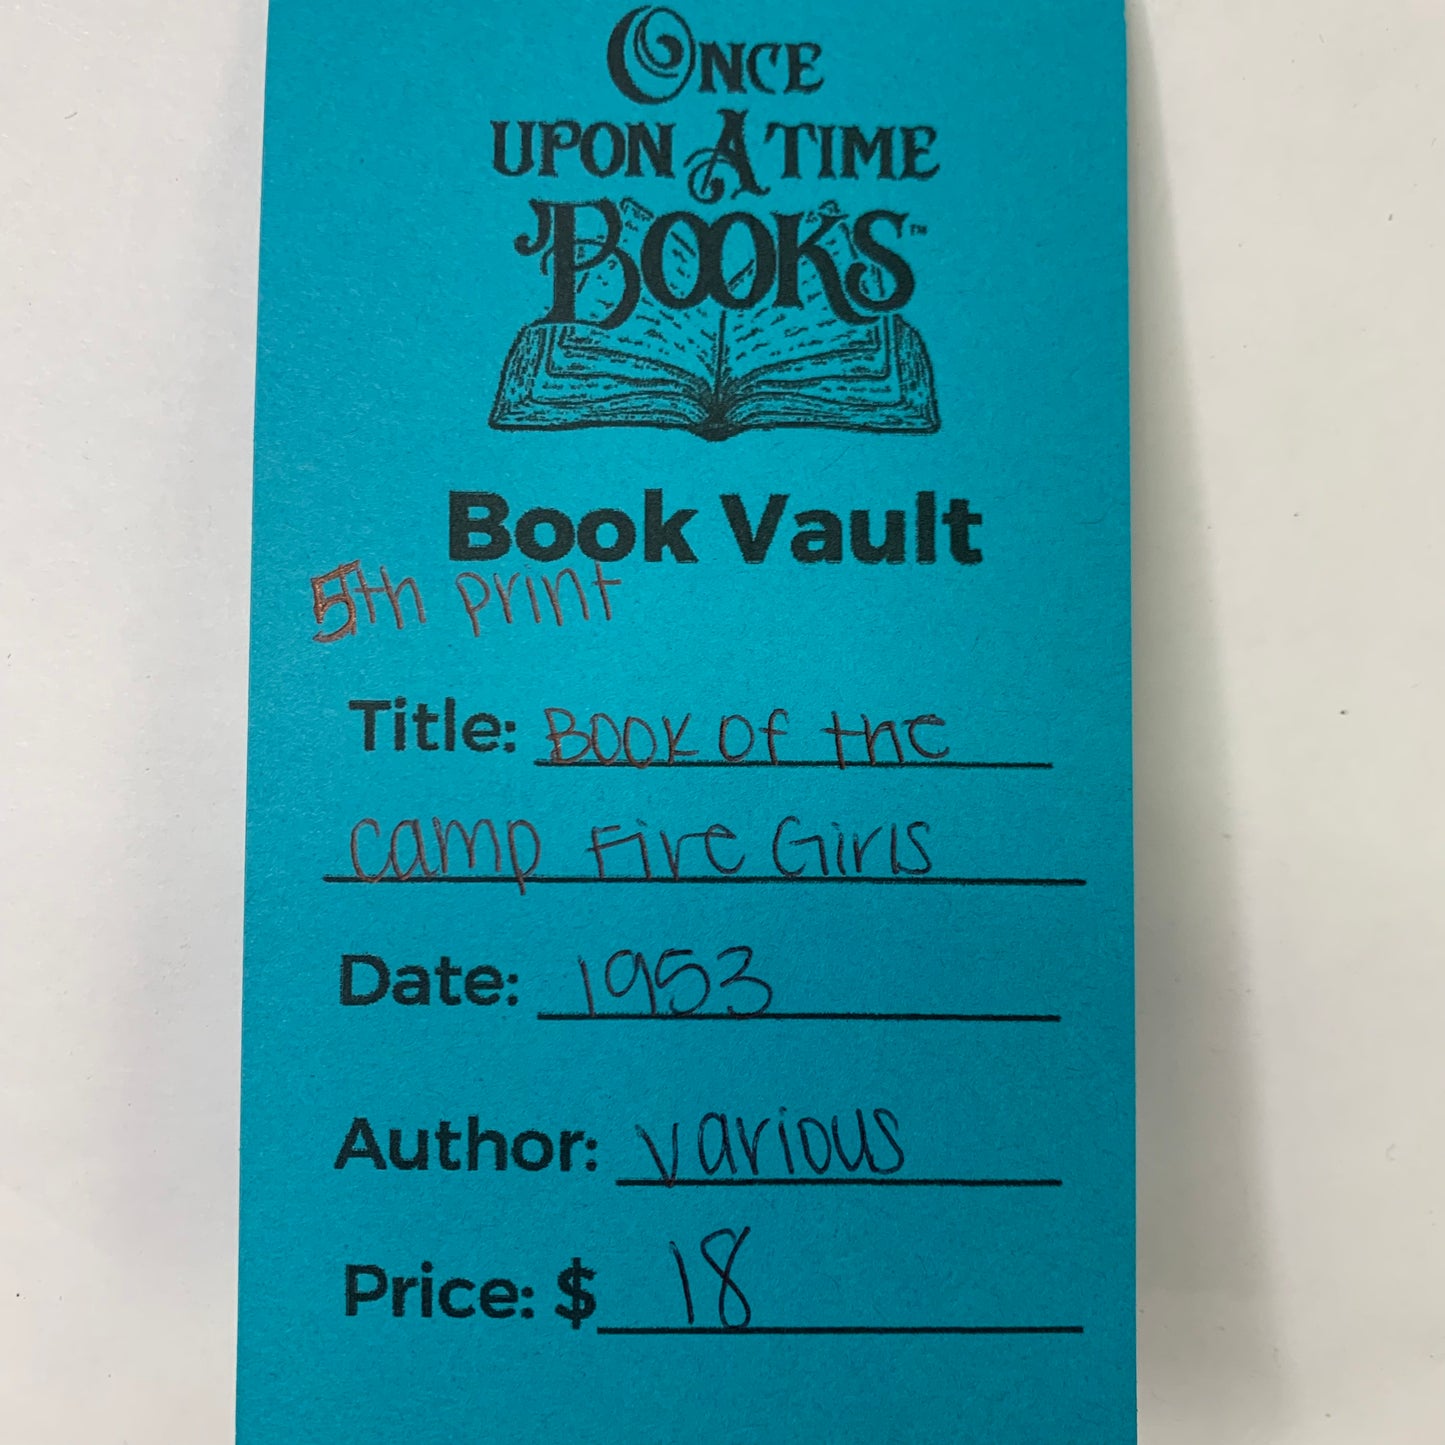 ONCE
UPON A TIME
BOOKS™
Book Vault
5th print
Title: Book of the
camp Fire Girls
Date: 1953
Author: various
Price: $ 18